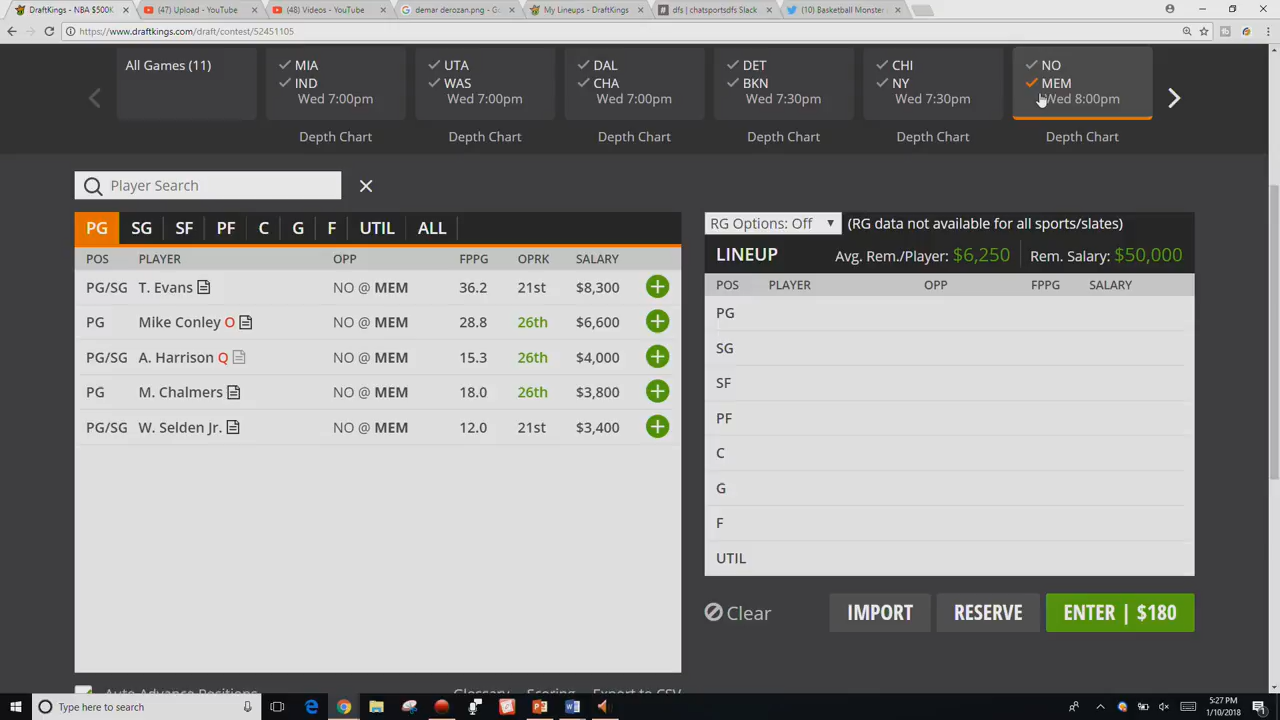 DraftKings - NBA $500K
(47) Upload - YouTube
(48) Videos - YouTube
demar derozan.png - Go
My Lineups - DraftKings
dfs | chatsportsdfs Slack
(10) Basketball Monster
https://www.draftkings.com/draft/contest/52451105
All Games (11)
MIA
IND
Wed 7:00pm
UTA
WAS
Wed 7:00pm
DAL
CHA
Wed 7:00pm
DET
BKN
Wed 7:30pm
CHI
NY
Wed 7:30pm
NO
MEM
Wed 8:00pm
Depth Chart Depth Chart Depth Chart Depth Chart Depth Chart Depth Chart
Player Search
PG SG SF PF C G F UTIL ALL
POS PLAYER OPP FPPG OPRK SALARY
PG/SG T. Evans NO @ MEM 36.2 21st $8,300
PG Mike Conley O NO @ MEM 28.8 26th $6,600
PG/SG A. Harrison Q NO @ MEM 15.3 26th $4,000
PG M. Chalmers NO @ MEM 18.0 26th $3,800
PG/SG W. Selden Jr. NO @ MEM 12.0 21st $3,400
Auto Advance Positions Glossary Scoring Export to CSV
RG Options: Off (RG data not available for all sports/slates)
LINEUP Avg. Rem./Player: $6,250 Rem. Salary: $50,000
POS PLAYER OPP FPPG SALARY
PG
SG
SF
PF
C
G
F
UTIL
Clear IMPORT RESERVE ENTER | $180
Type here to search
5:27 PM
1/10/2018